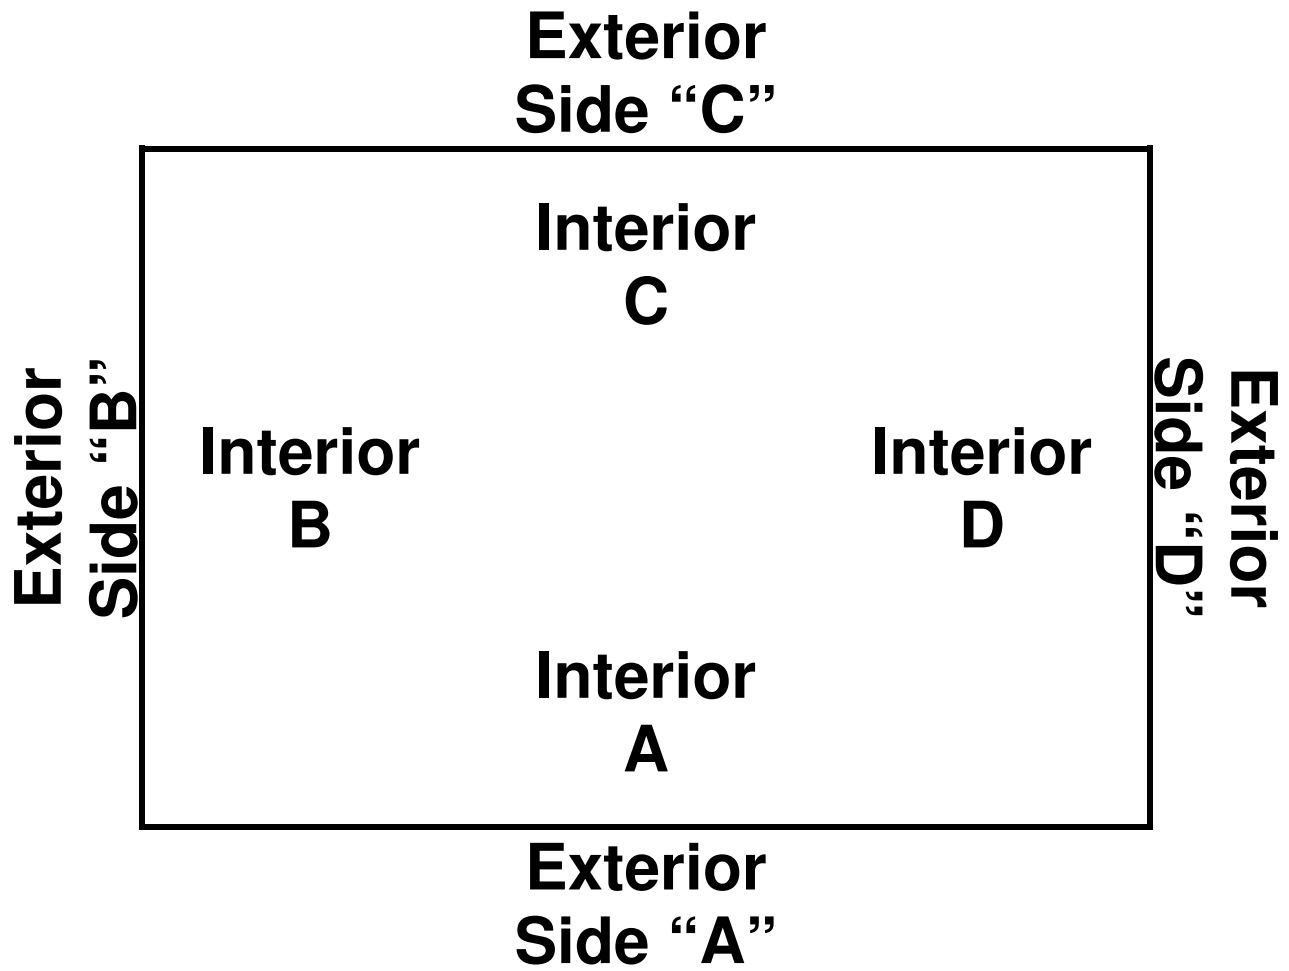 Exterior
Side “C”
Interior
C
Exterior
Side “B”
Interior
B
Interior
D
Exterior
Side “D”
Interior
A
Exterior
Side “A”